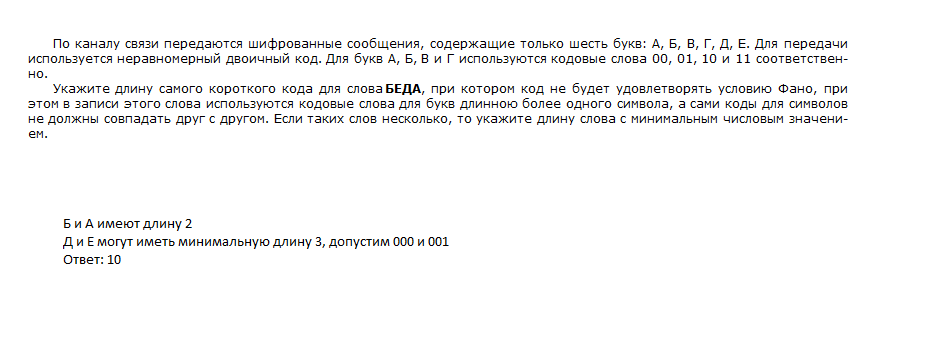 По каналу связи передаются шифрованные сообщения, содержащие только шесть букв: А, Б, В, Г, Д, Е. Для передачи
используется неравномерный двоичный код. Для букв А, Б, В и Г используются кодовые слова 00, 01, 10 и 11 соответствен-
но.
Укажите длину самого короткого кода для слова БЕДА, при котором код не будет удовлетворять условию Фано, при
этом в записи этого слова используются кодовые слова для букв длинною более одного символа, а сами коды для символов
не должны совпадать друг с другом. Если таких слов несколько, то укажите длину слова с минимальным числовым значени-
ем.
Б и А имеют длину 2
Д и Е могут иметь минимальную длину 3, допустим 000 и 001
Ответ: 10